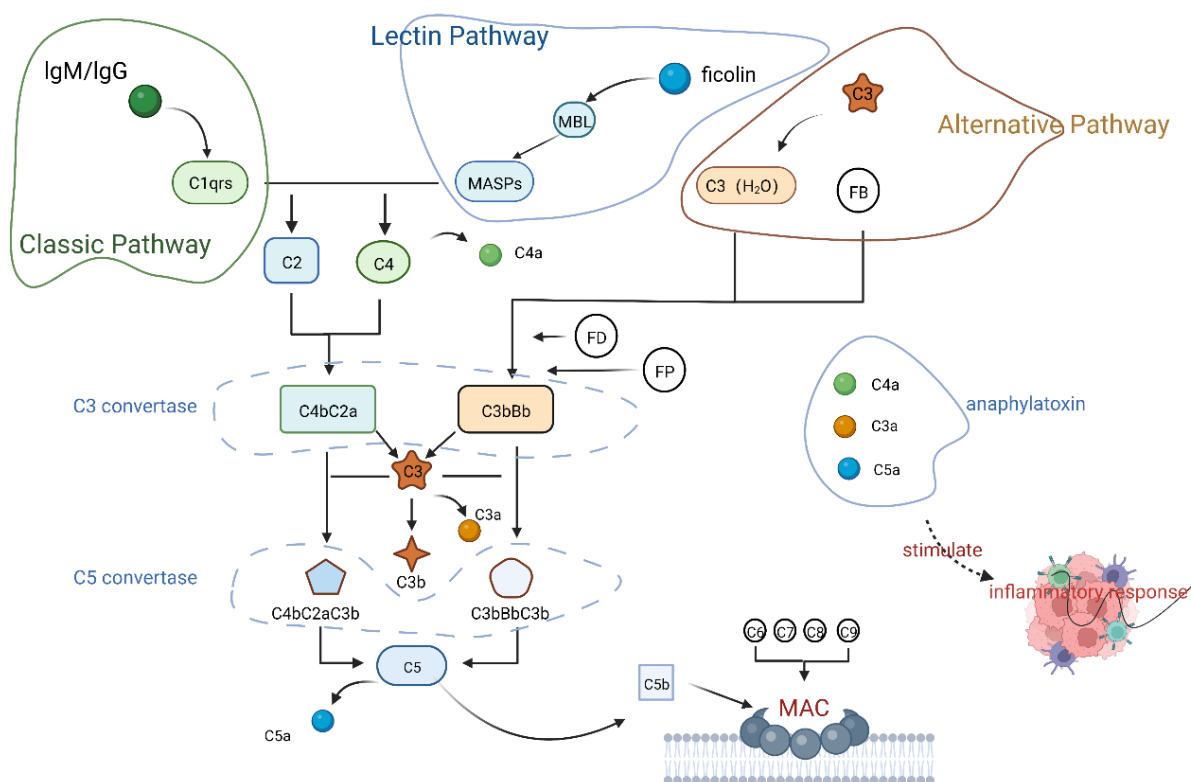 Lectin Pathway
IgM/IgG
ficolin
C3
MBL
Alternative Pathway
C1qrs
MASPs
C3 (H₂O)
FB
Classic Pathway
C2
C4
C4a
FD
FP
C3 convertase
C4bC2a
C3bBb
C4a
anaphylatoxin
C3a
C5a
C3
C3a
stimulate
C5 convertase
C3b
inflammatory response
C4bC2aC3b
C3bBbC3b
C6
C7
C8
C9
C5
C5b
MAC
C5a